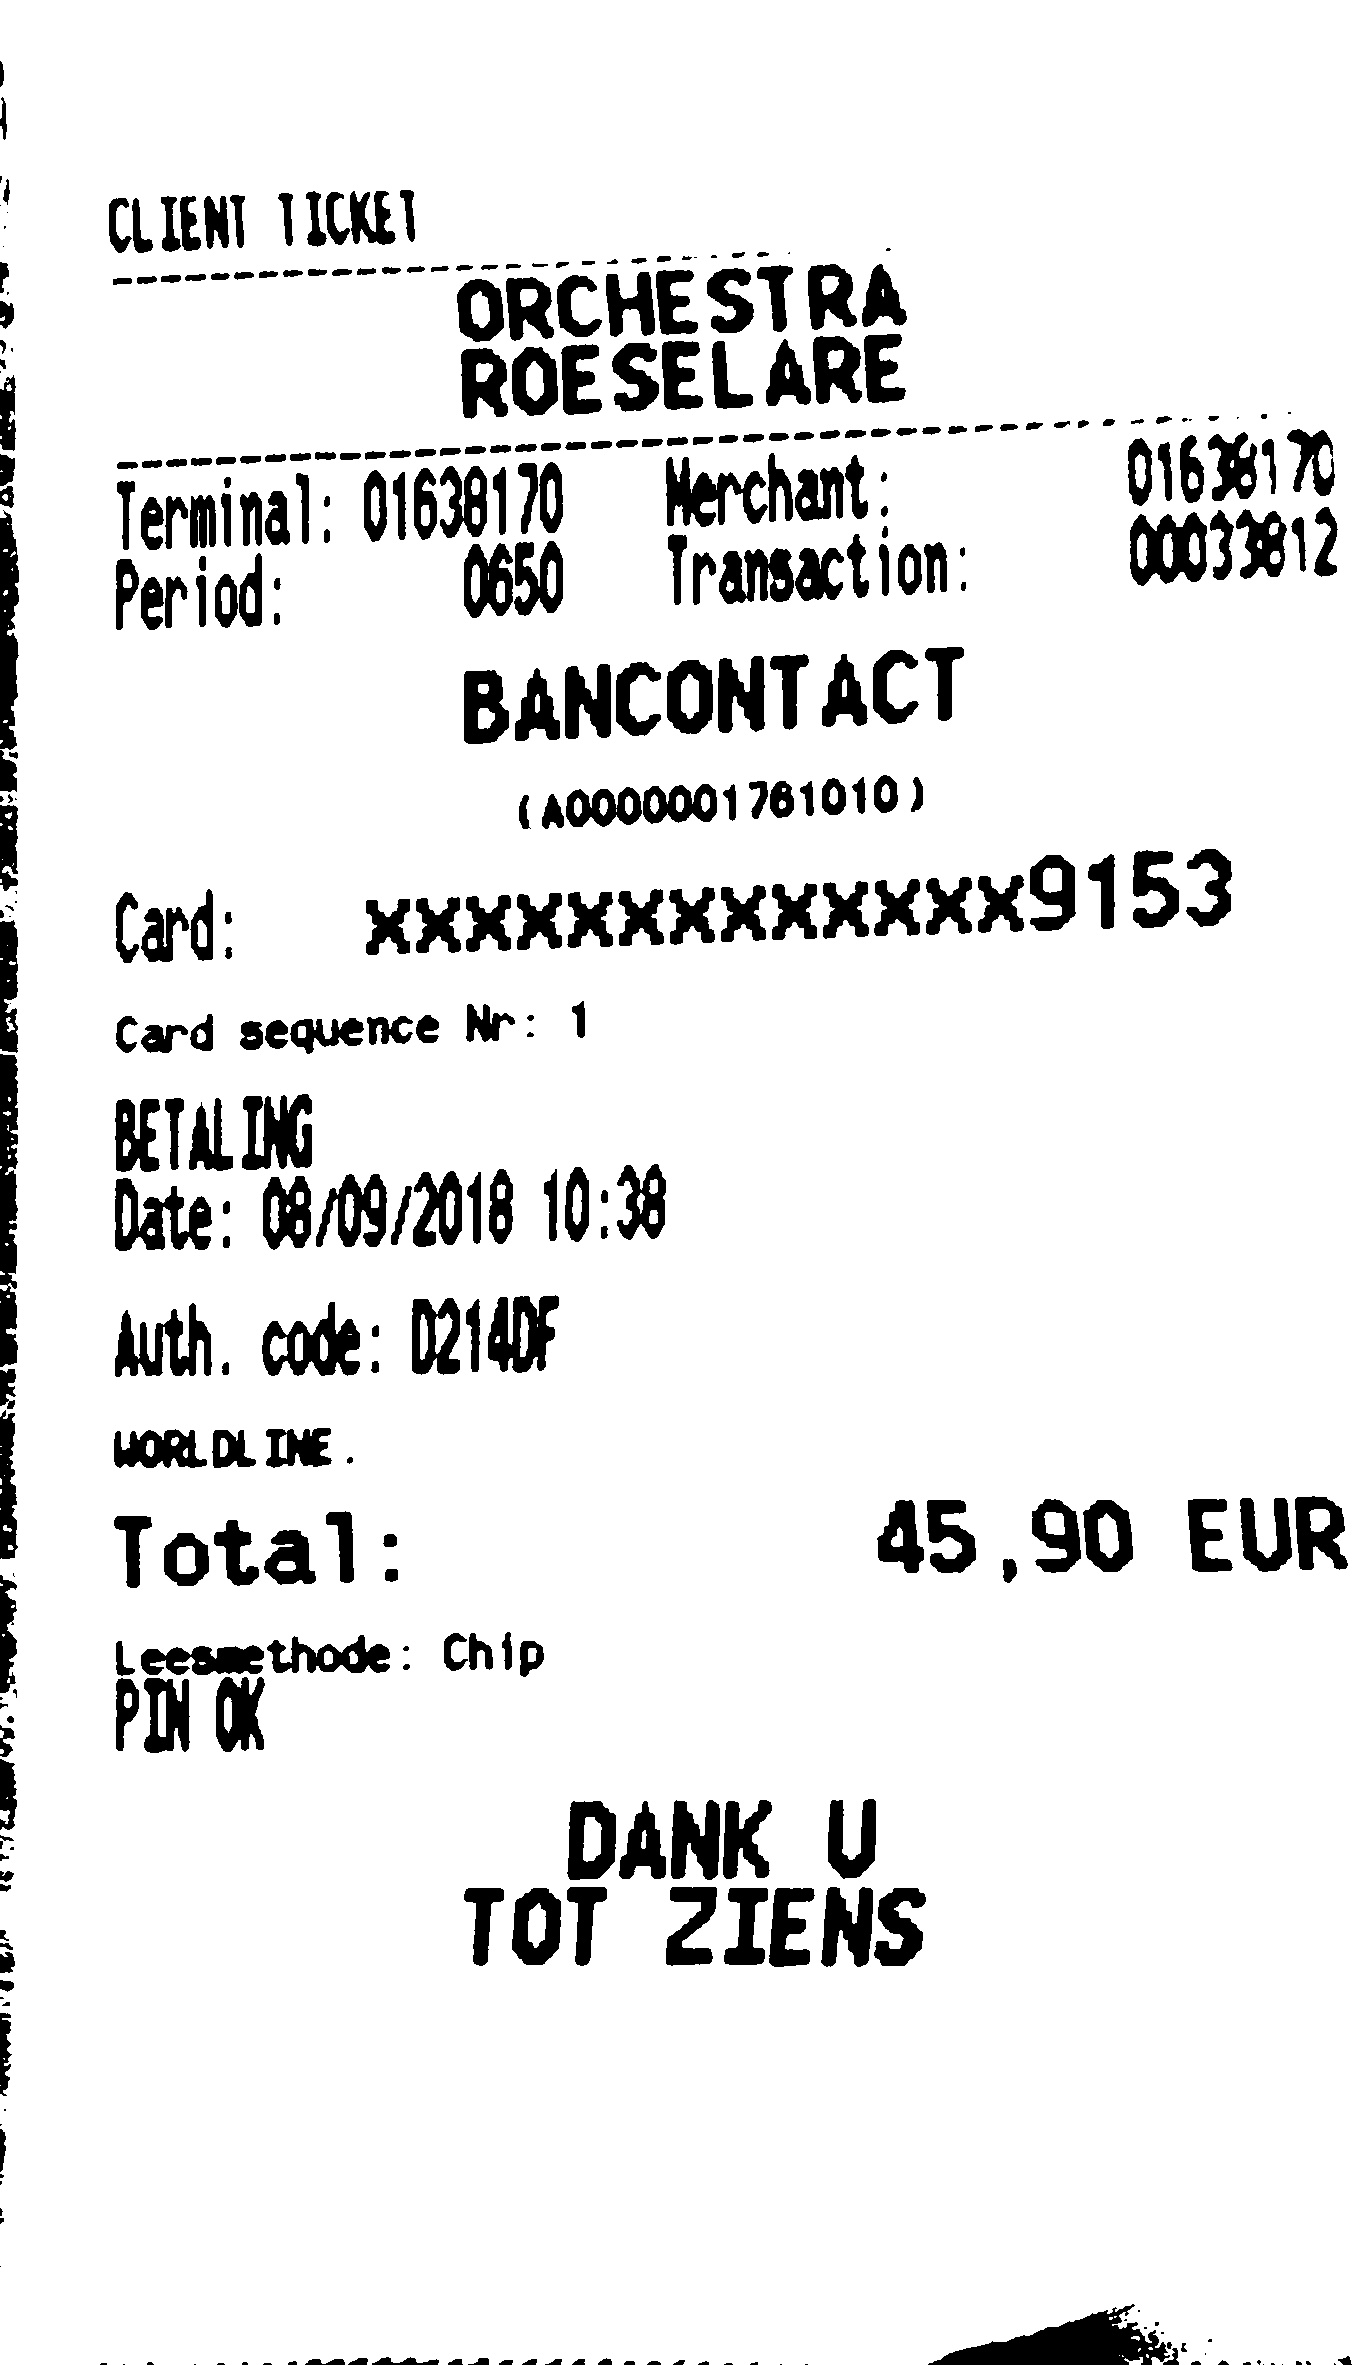 CLIENT TICKET
ORCHESTRA
ROESELARE
Terminal: 01638170 Merchant: 01638170
Period: 0650 Transaction: 00033812
BANCONTACT
(A0000001761010)
Card: xxxxxxxxxxxxx9153
Card sequence Nr: 1
BETALING
Date: 08/09/2018 10:38
Auth. code: D214DF
WORLDLINE.
Total: 45,90 EUR
Leesmethode: Chip
PIN OK
DANK U
TOT ZIENS